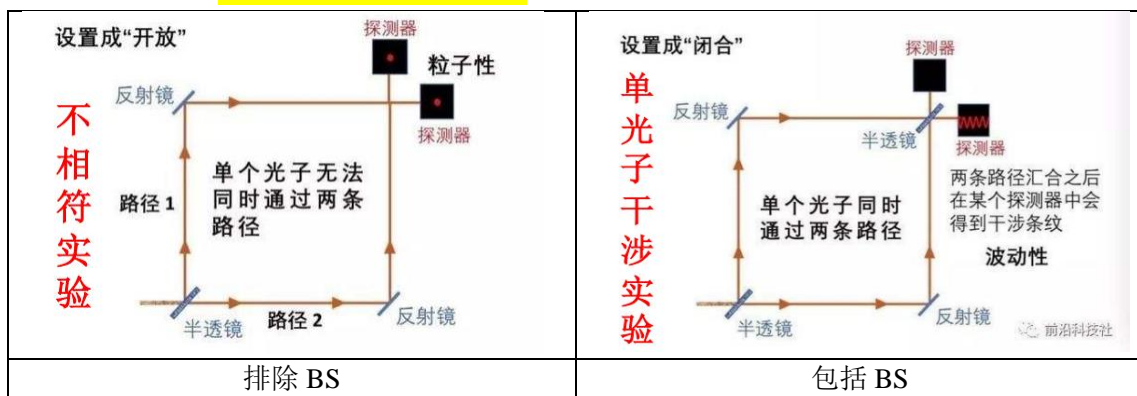 设置成“开放”
探测器
粒子性
反射镜
探测器
不相符实验
单个光子无法
同时通过两条
路径
路径 1
路径 2
半透镜
反射镜
排除 BS
设置成“闭合”
探测器
单光子干涉实验
反射镜
半透镜
探测器
两条路径汇合之后
在某个探测器中会
得到干涉条纹
单个光子同时
通过两条路径
波动性
半透镜
反射镜
前沿科技社
包括 BS